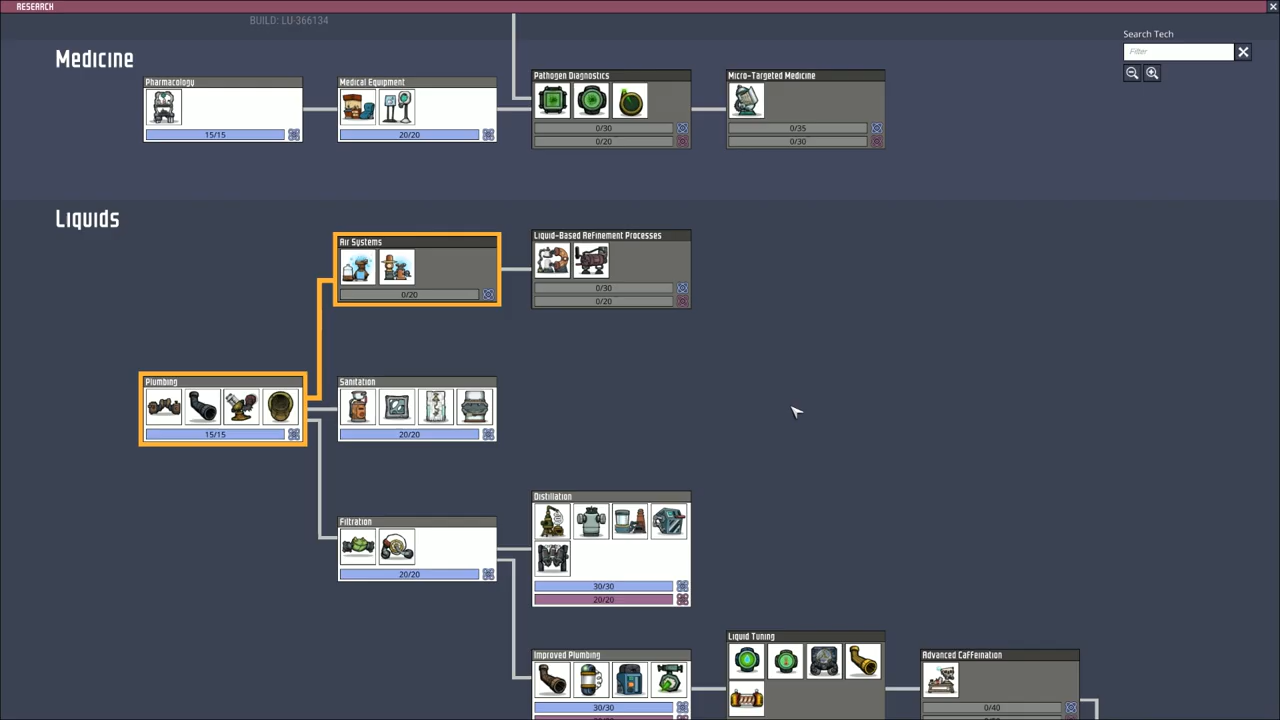 RESEARCH
BUILD: LU-366134
Search Tech
Filter
Medicine
Pharmacology
15/15
Medical Equipment
20/20
Pathogen Diagnostics
0/30
0/20
Micro-Targeted Medicine
0/35
0/30
Liquids
Air Systems
0/20
Liquid-Based Refinement Processes
0/30
0/20
Plumbing
15/15
Sanitation
20/20
Filtration
20/20
Distillation
30/30
20/20
Improved Plumbing
30/30
Liquid Tuning
Advanced Caffeination
0/40